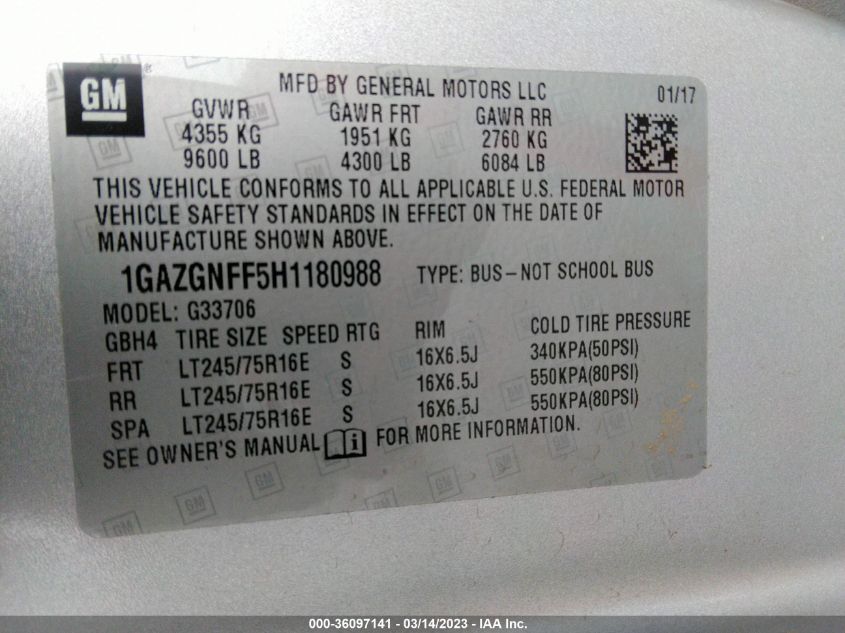 GM® MFD BY GENERAL MOTORS LLC 01/17
GVWR GAWR FRT GAWR RR
4355 KG 1951 KG 2760 KG
9600 LB 4300 LB 6084 LB
THIS VEHICLE CONFORMS TO ALL APPLICABLE U.S. FEDERAL MOTOR
VEHICLE SAFETY STANDARDS IN EFFECT ON THE DATE OF
MANUFACTURE SHOWN ABOVE.
1GAZGNFF5H1180988 TYPE: BUS-NOT SCHOOL BUS
MODEL: G33706
GBH4 TIRE SIZE SPEED RTG RIM COLD TIRE PRESSURE
FRT LT245/75R16E S 16X6.5J 340KPA(50PSI)
RR LT245/75R16E S 16X6.5J 550KPA(80PSI)
SPA LT245/75R16E S 16X6.5J 550KPA(80PSI)
SEE OWNER'S MANUAL FOR MORE INFORMATION.
000-36097141 - 03/14/2023 - IAA Inc.